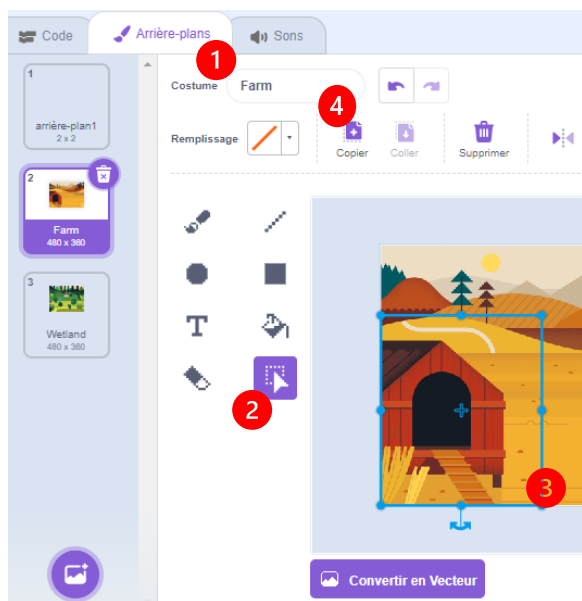 Code
Arrière-plans
Sons
1
Costume
Farm
4
Remplissage
Copier
Coller
Supprimer
1
arrière-plan1
2 x 2
2
Farm
480 x 360
3
Wetland
480 x 360
T
2
3
Convertir en Vecteur